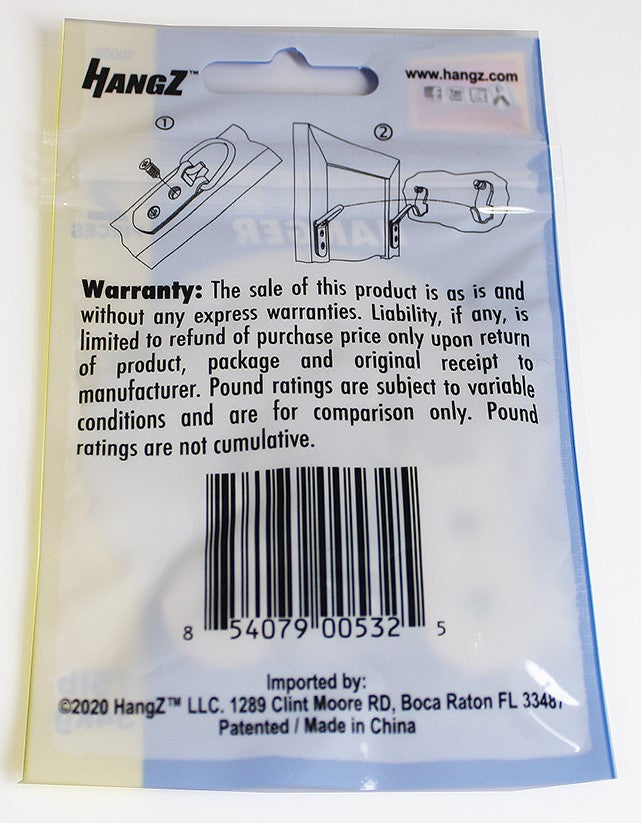 HANGZ™
www.hangz.com
①
②
Warranty: The sale of this product is as is and
without any express warranties. Liability, if any, is
limited to refund of purchase price only upon return
of product, package and original receipt to
manufacturer. Pound ratings are subject to variable
conditions and are for comparison only. Pound
ratings are not cumulative.
8 54079 00532 5
Imported by:
©2020 HangZ™ LLC. 1289 Clint Moore RD, Boca Raton FL 33487
Patented / Made in China